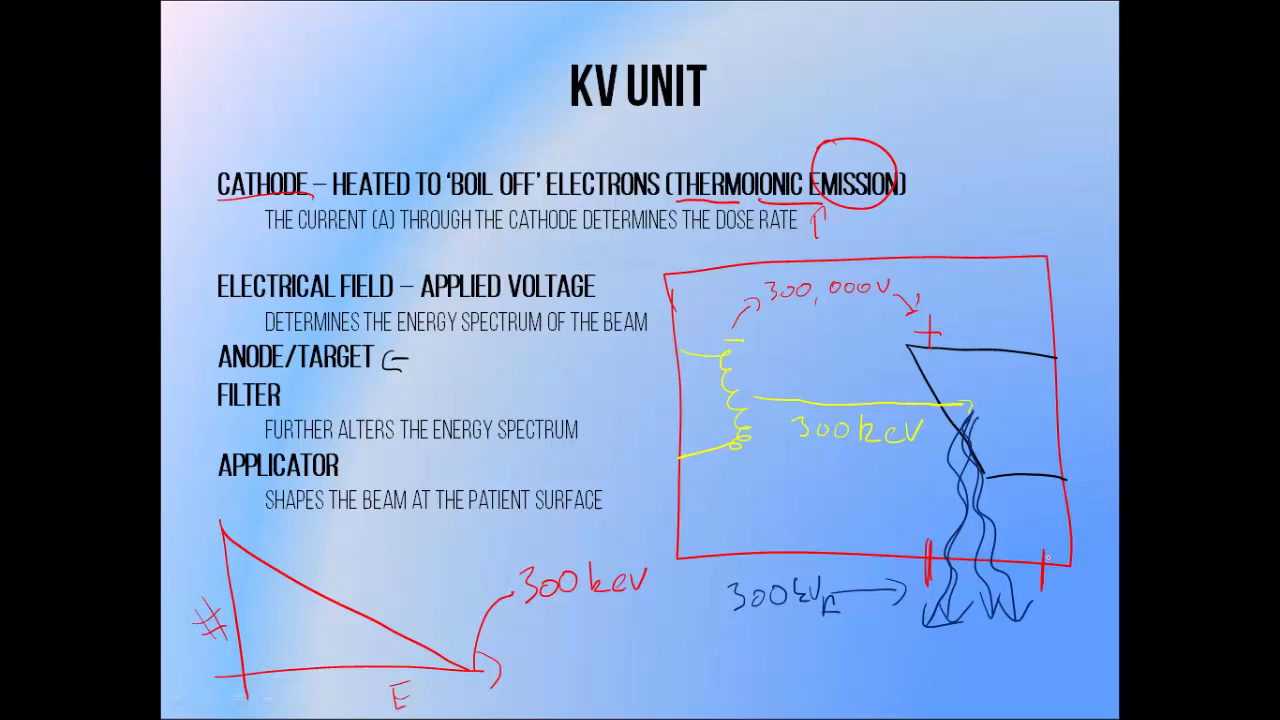 KV UNIT
CATHODE – HEATED TO ‘BOIL OFF’ ELECTRONS (THERMOIONIC EMISSION)
THE CURRENT (A) THROUGH THE CATHODE DETERMINES THE DOSE RATE
ELECTRICAL FIELD – APPLIED VOLTAGE
DETERMINES THE ENERGY SPECTRUM OF THE BEAM
ANODE/TARGET
FILTER
FURTHER ALTERS THE ENERGY SPECTRUM
APPLICATOR
SHAPES THE BEAM AT THE PATIENT SURFACE
300,000V
− +
300keV
300kVp
300keV
#
E